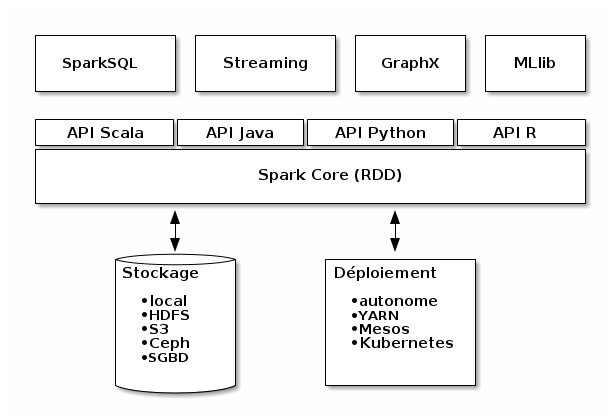 SparkSQL Streaming GraphX MLlib
API Scala API Java API Python API R
Spark Core (RDD)
Stockage
•local
•HDFS
•S3
•Ceph
•SGBD
Déploiement
•autonome
•YARN
•Mesos
•Kubernetes